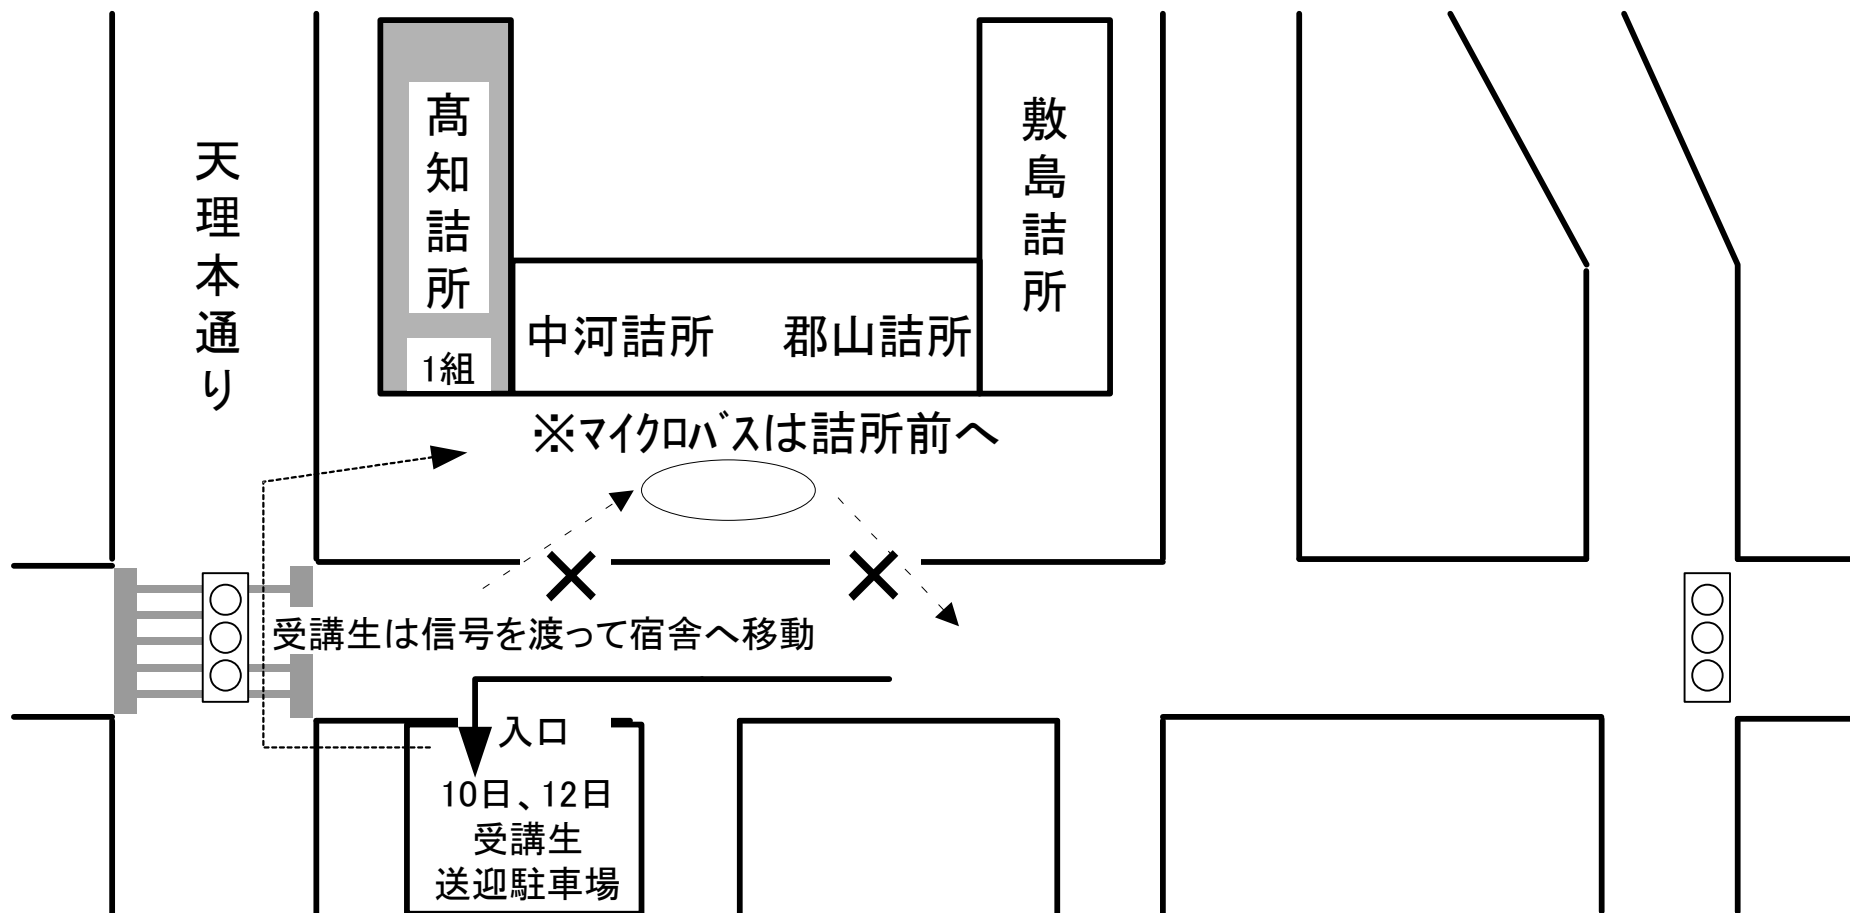 天理本通り
髙知詰所
1組
中河詰所
郡山詰所
敷島詰所
※マイクロバスは詰所前へ
受講生は信号を渡って宿舎へ移動
入口
10日、12日
受講生
送迎駐車場